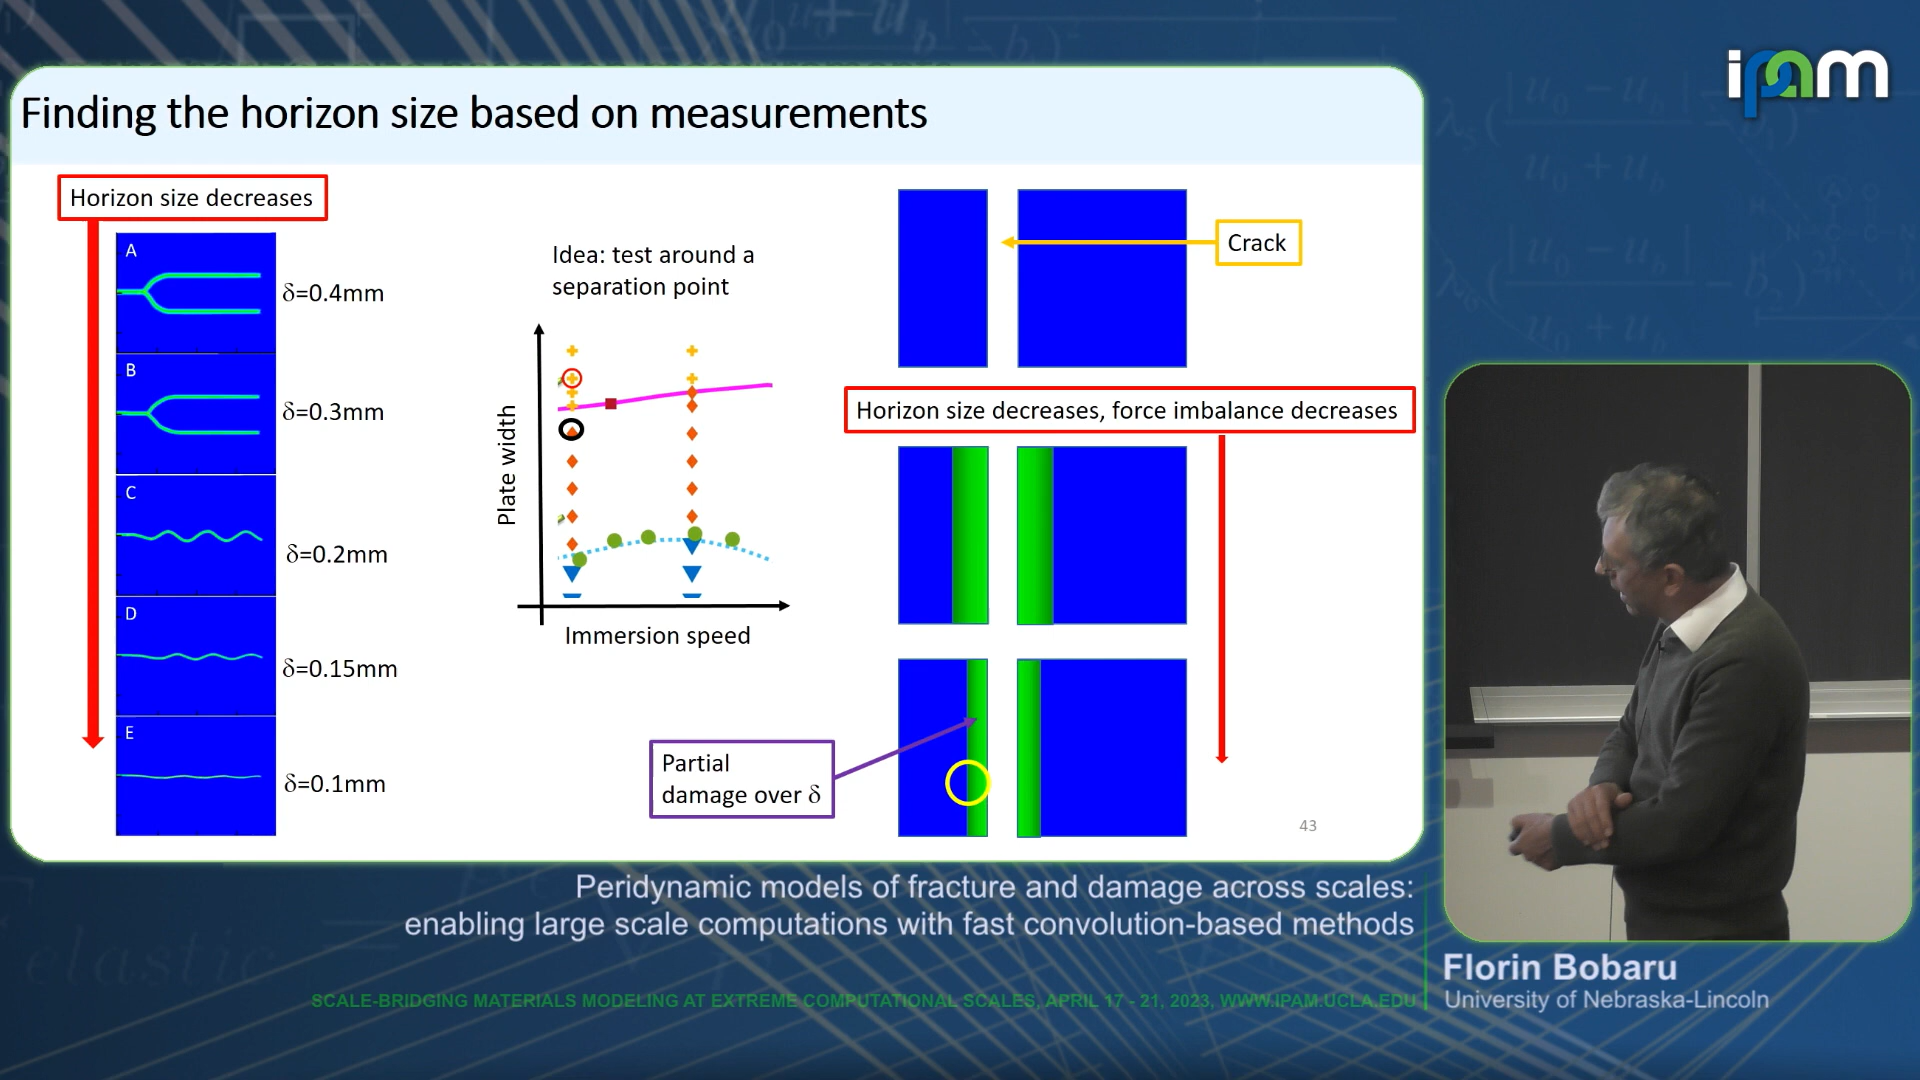 ipam
Finding the horizon size based on measurements
Horizon size decreases
A
δ=0.4mm
B
δ=0.3mm
C
δ=0.2mm
D
δ=0.15mm
E
δ=0.1mm
Idea: test around a
separation point
Plate width
Immersion speed
Crack
Horizon size decreases, force imbalance decreases
Partial
damage over δ
43
Peridynamic models of fracture and damage across scales:
enabling large scale computations with fast convolution-based methods
Florin Bobaru
University of Nebraska-Lincoln
SCALE-BRIDGING MATERIALS MODELING AT EXTREME COMPUTATIONAL SCALES, APRIL 17 - 21, 2023, WWW.IPAM.UCLA.EDU
elastic